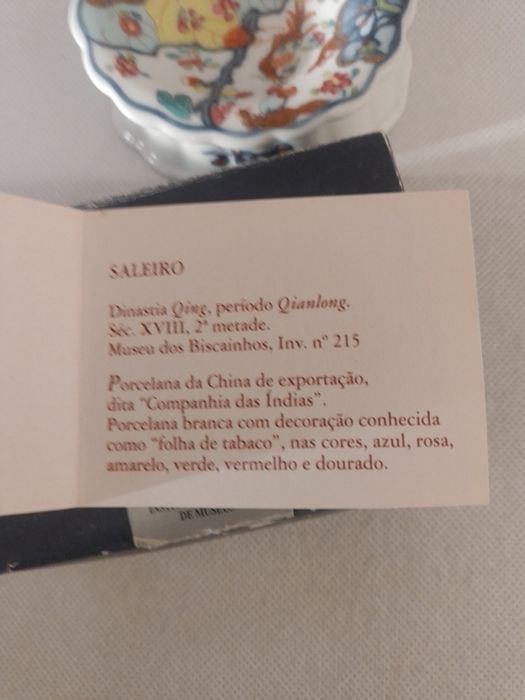 SALEIRO
Dinastia Qing, período Qianlong.
Séc. XVIII, 2ª metade.
Museu dos Biscainhos, Inv. nº 215
Porcelana da China de exportação,
dita "Companhia das Índias".
Porcelana branca com decoração conhecida
como "folha de tabaco", nas cores, azul, rosa,
amarelo, verde, vermelho e dourado.